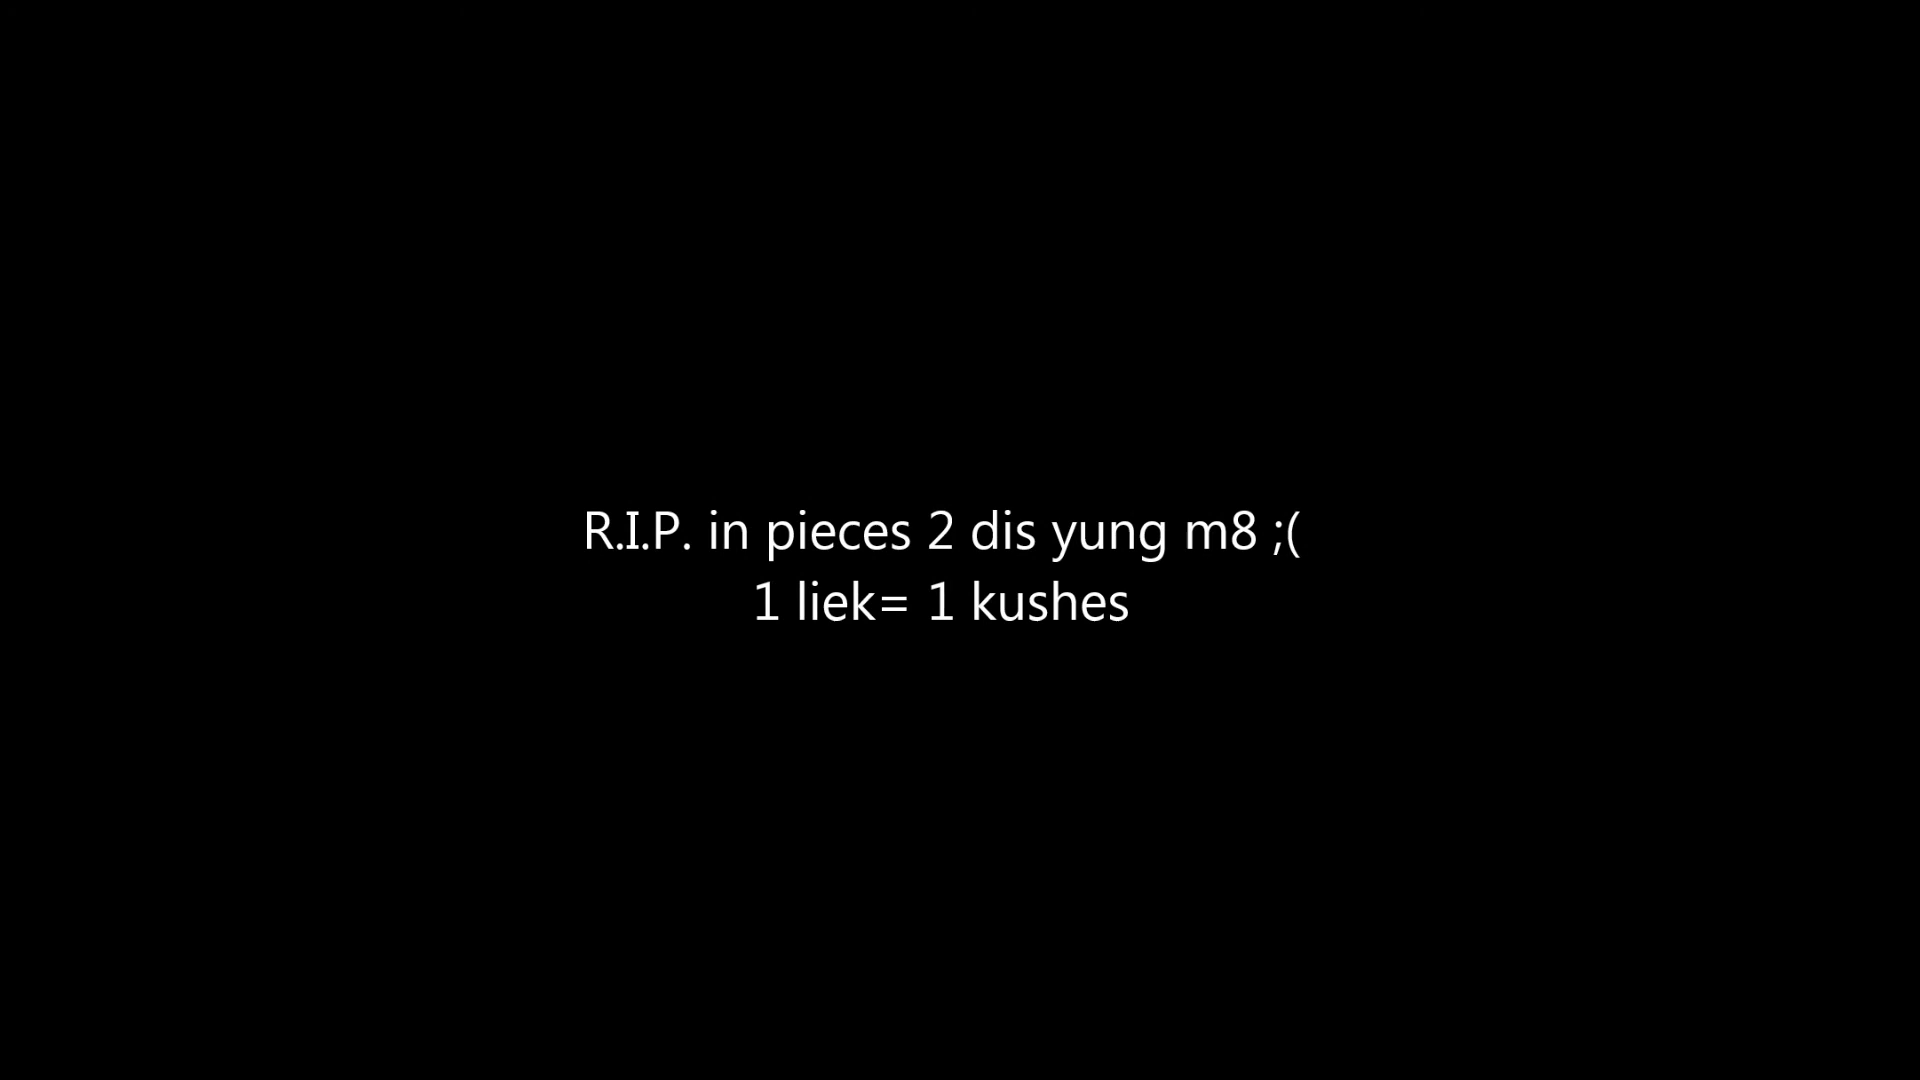 R.I.P. in pieces 2 dis yung m8 ;(
1 liek= 1 kushes